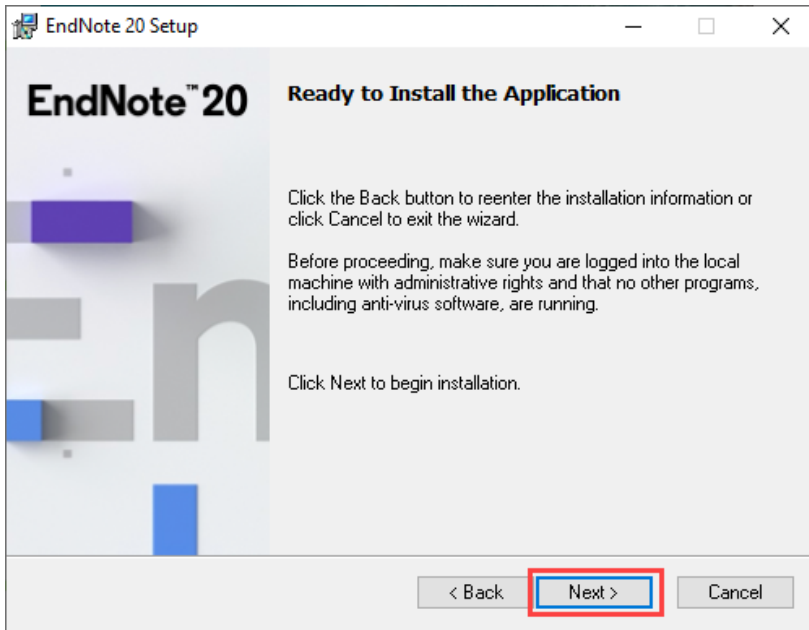 EndNote 20 Setup
EndNote™20
Ready to Install the Application
Click the Back button to reenter the installation information or
click Cancel to exit the wizard.
Before proceeding, make sure you are logged into the local
machine with administrative rights and that no other programs,
including anti-virus software, are running.
Click Next to begin installation.
< Back
Next >
Cancel